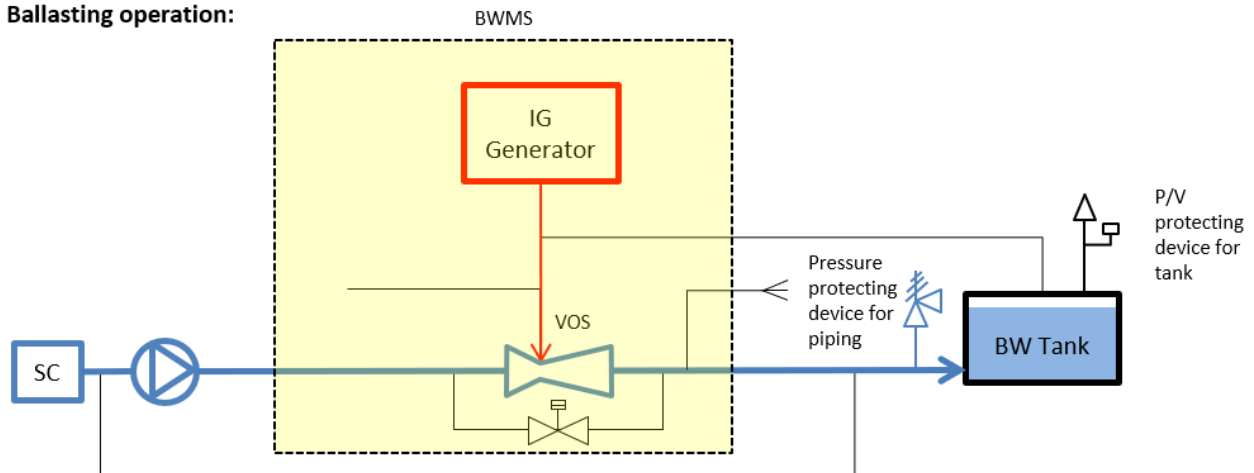 Ballasting operation:
BWMS
IG
Generator
P/V
protecting
device for
tank
Pressure
protecting
device for
piping
VOS
SC
BW Tank